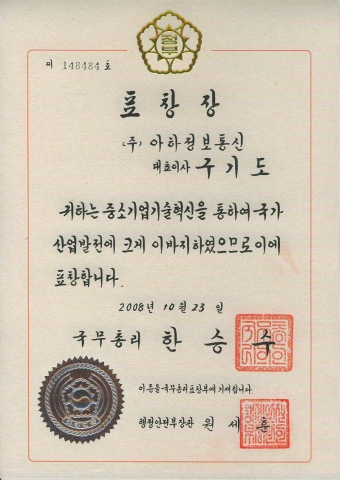 정부
제 148484 호
표창장
(주) 아하정보통신
대표이사 구기도
귀하는 중소기업기술혁신을 통하여 국가
산업발전에 크게 이바지하였으므로 이에
표창합니다.
2008년 10월 23일
국무총리 한승수
이 증을 국무총리표창부에 기재합니다.
행정안전부장관 원세훈